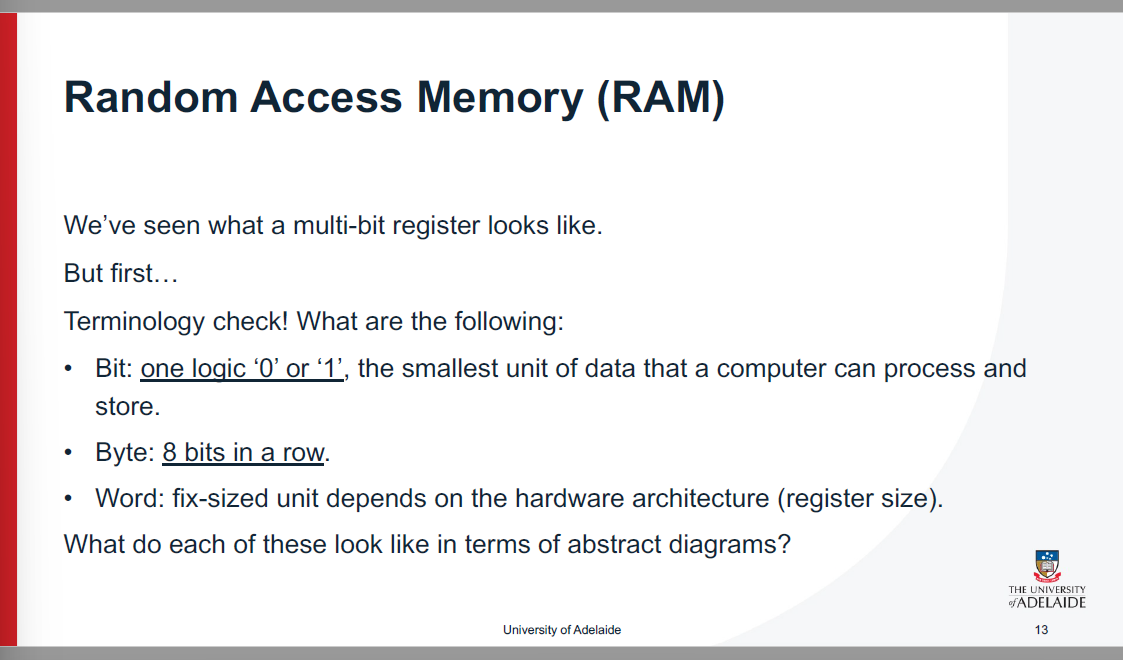 Random Access Memory (RAM)
We’ve seen what a multi-bit register looks like.
But first…
Terminology check! What are the following:
• Bit: one logic ‘0’ or ‘1’, the smallest unit of data that a computer can process and
store.
• Byte: 8 bits in a row.
• Word: fix-sized unit depends on the hardware architecture (register size).
What do each of these look like in terms of abstract diagrams?
THE UNIVERSITY
of ADELAIDE
University of Adelaide
13